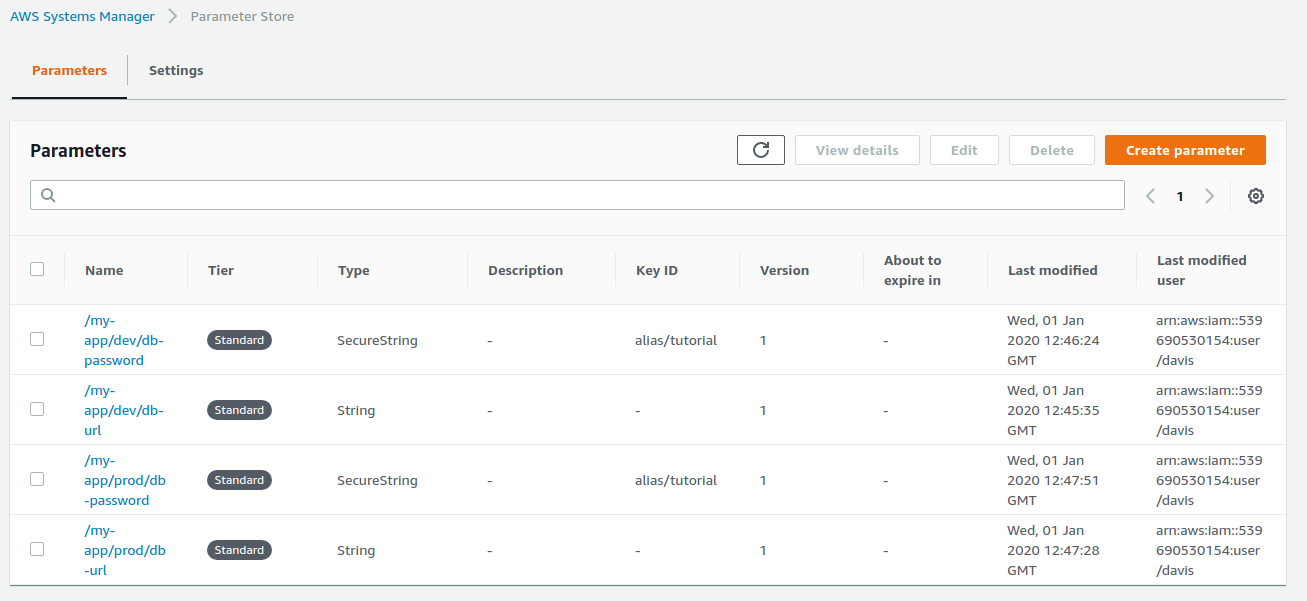 AWS Systems Manager > Parameter Store
Parameters Settings
Parameters View details Edit Delete Create parameter
1
Name Tier Type Description Key ID Version About to expire in Last modified Last modified user
/my-app/dev/db-password Standard SecureString - alias/tutorial 1 - Wed, 01 Jan 2020 12:46:24 GMT arn:aws:iam::539690530154:user/davis
/my-app/dev/db-url Standard String - - 1 - Wed, 01 Jan 2020 12:45:35 GMT arn:aws:iam::539690530154:user/davis
/my-app/prod/db-password Standard SecureString - alias/tutorial 1 - Wed, 01 Jan 2020 12:47:51 GMT arn:aws:iam::539690530154:user/davis
/my-app/prod/db-url Standard String - - 1 - Wed, 01 Jan 2020 12:47:28 GMT arn:aws:iam::539690530154:user/davis